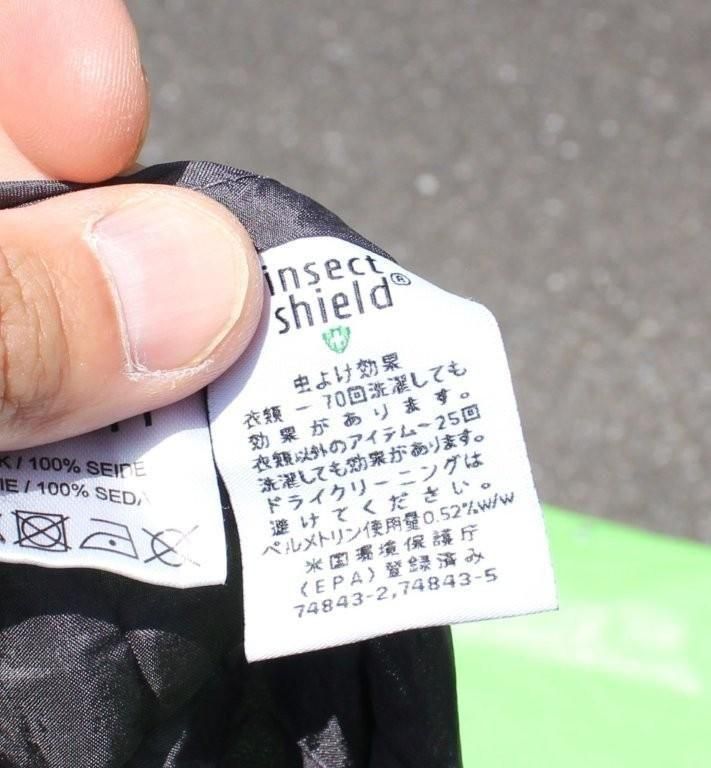 insect
shield®
虫よけ効果
衣類ー70回洗濯しても
効果があります。
衣類以外のアイテムー25回
洗濯しても効果があります。
ドライクリーニングは
避けてください。
ペルメトリン使用量0.52%w/w
米国環境保護庁
(EPA)登録済み
74843-2,74843-5
/ 100% SEIDE
/ 100% SEDA